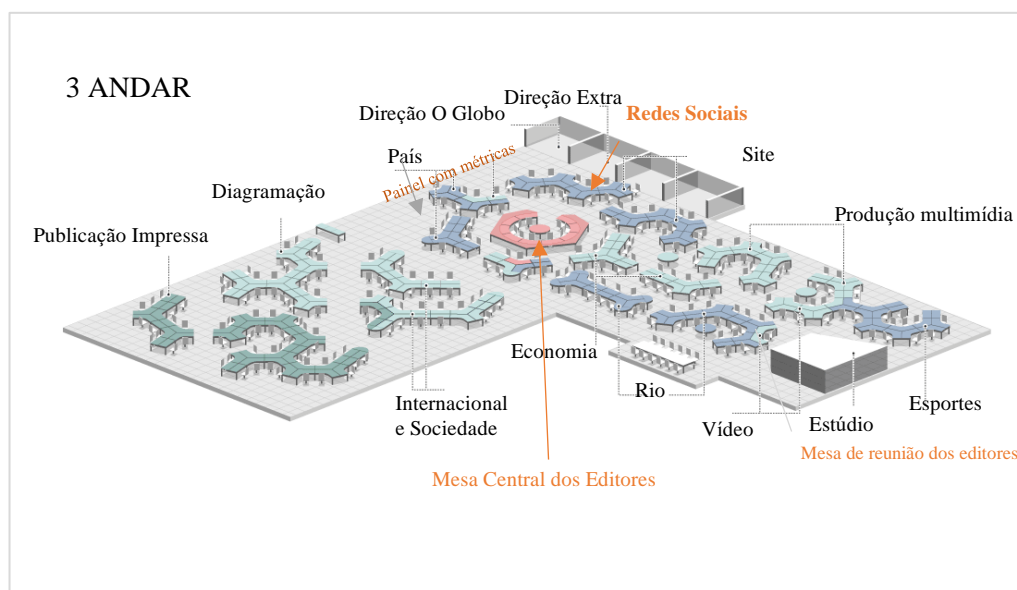 3 ANDAR
Direção Extra
Direção O Globo
Redes Sociais
País
Painel com métricas
Site
Diagramação
Produção multimídia
Publicação Impressa
Economia
Rio
Internacional
e Sociedade
Vídeo
Estúdio
Esportes
Mesa de reunião dos editores
Mesa Central dos Editores